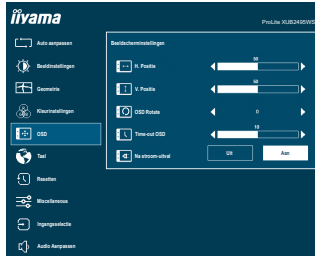 iiyama
ProLite XUB2495WS
Auto aanpassen
Beeldinstellingen
Geometrie
Kleurinstellingen
OSD
Taal
Resetten
Miscellaneous
Ingangsselectie
Audio Aanpassen
Beeldschermminstellingen
H. Positie
50
V. Positie
50
OSD Rotate
0
Time-out OSD
10
Na stroom-uitval
Uit
Aan